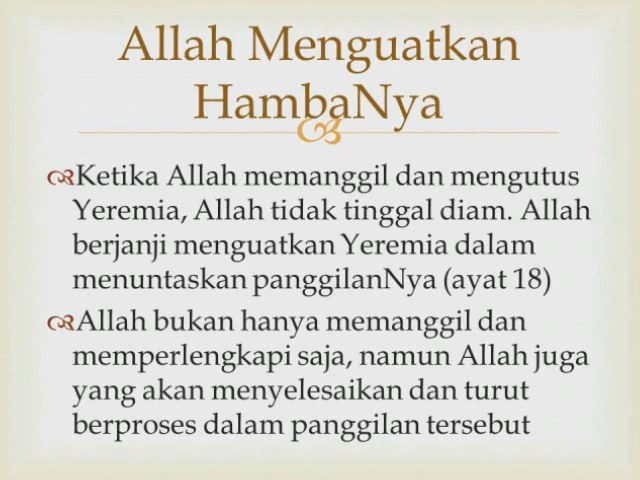 Allah Menguatkan
HambaNya
Ketika Allah memanggil dan mengutus
Yeremia, Allah tidak tinggal diam. Allah
berjanji menguatkan Yeremia dalam
menuntaskan panggilanNya (ayat 18)
Allah bukan hanya memanggil dan
memperlengkapi saja, namun Allah juga
yang akan menyelesaikan dan turut
berproses dalam panggilan tersebut